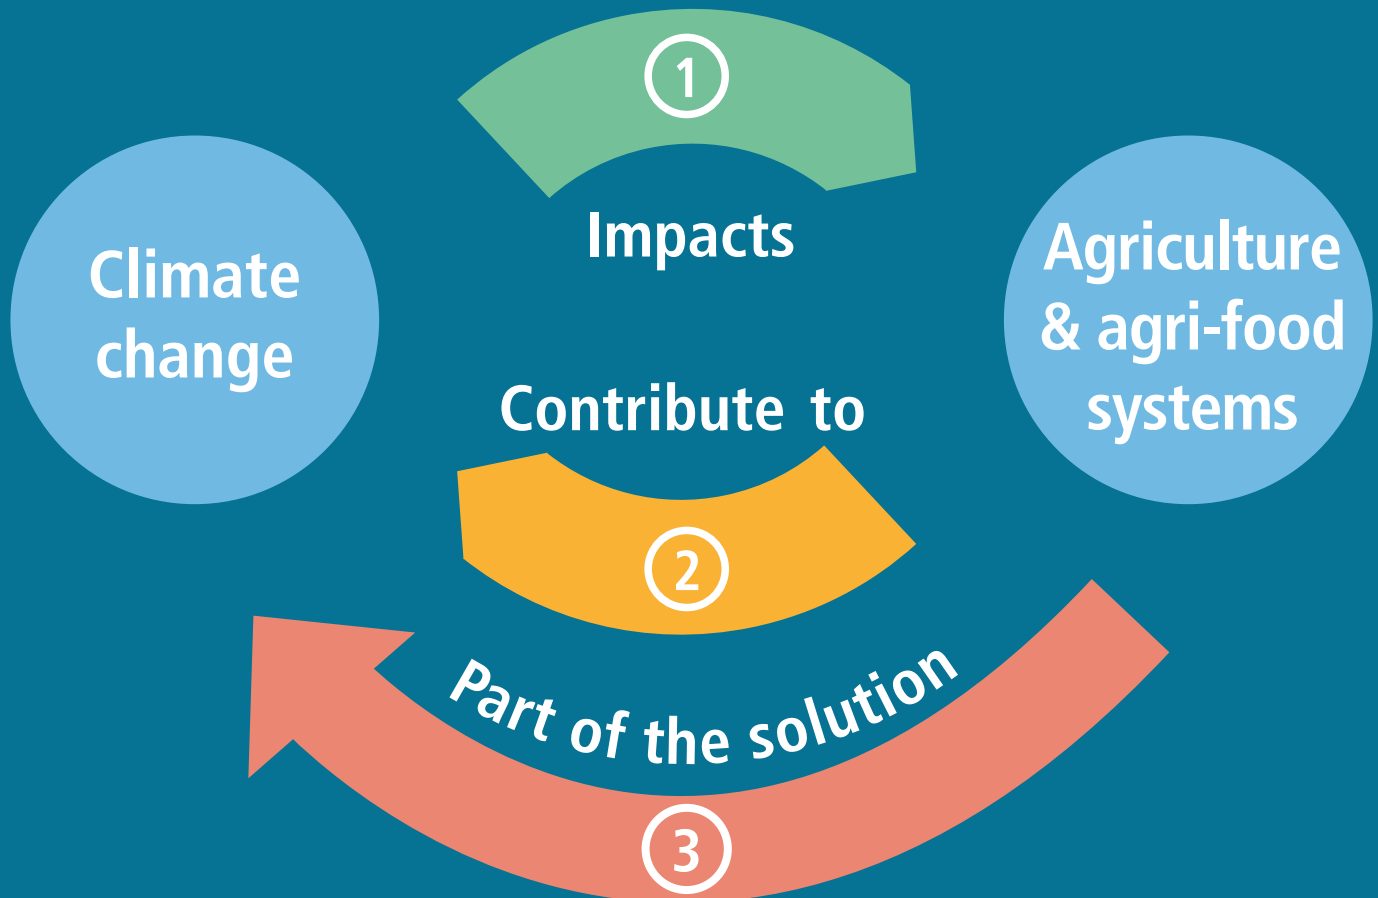 1
Impacts
Climate
change
Agriculture
& agri-food
systems
Contribute to
2
Part of the solution
3